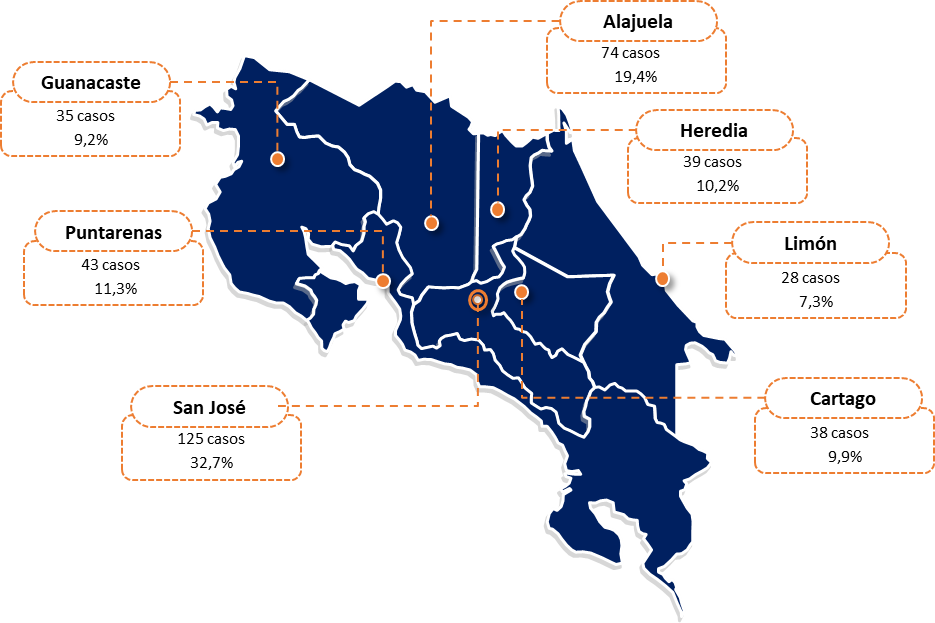 Alajuela
74 casos
19,4%
Guanacaste
35 casos
9,2%
Heredia
39 casos
10,2%
Puntarenas
43 casos
11,3%
Limón
28 casos
7,3%
San José
125 casos
32,7%
Cartago
38 casos
9,9%